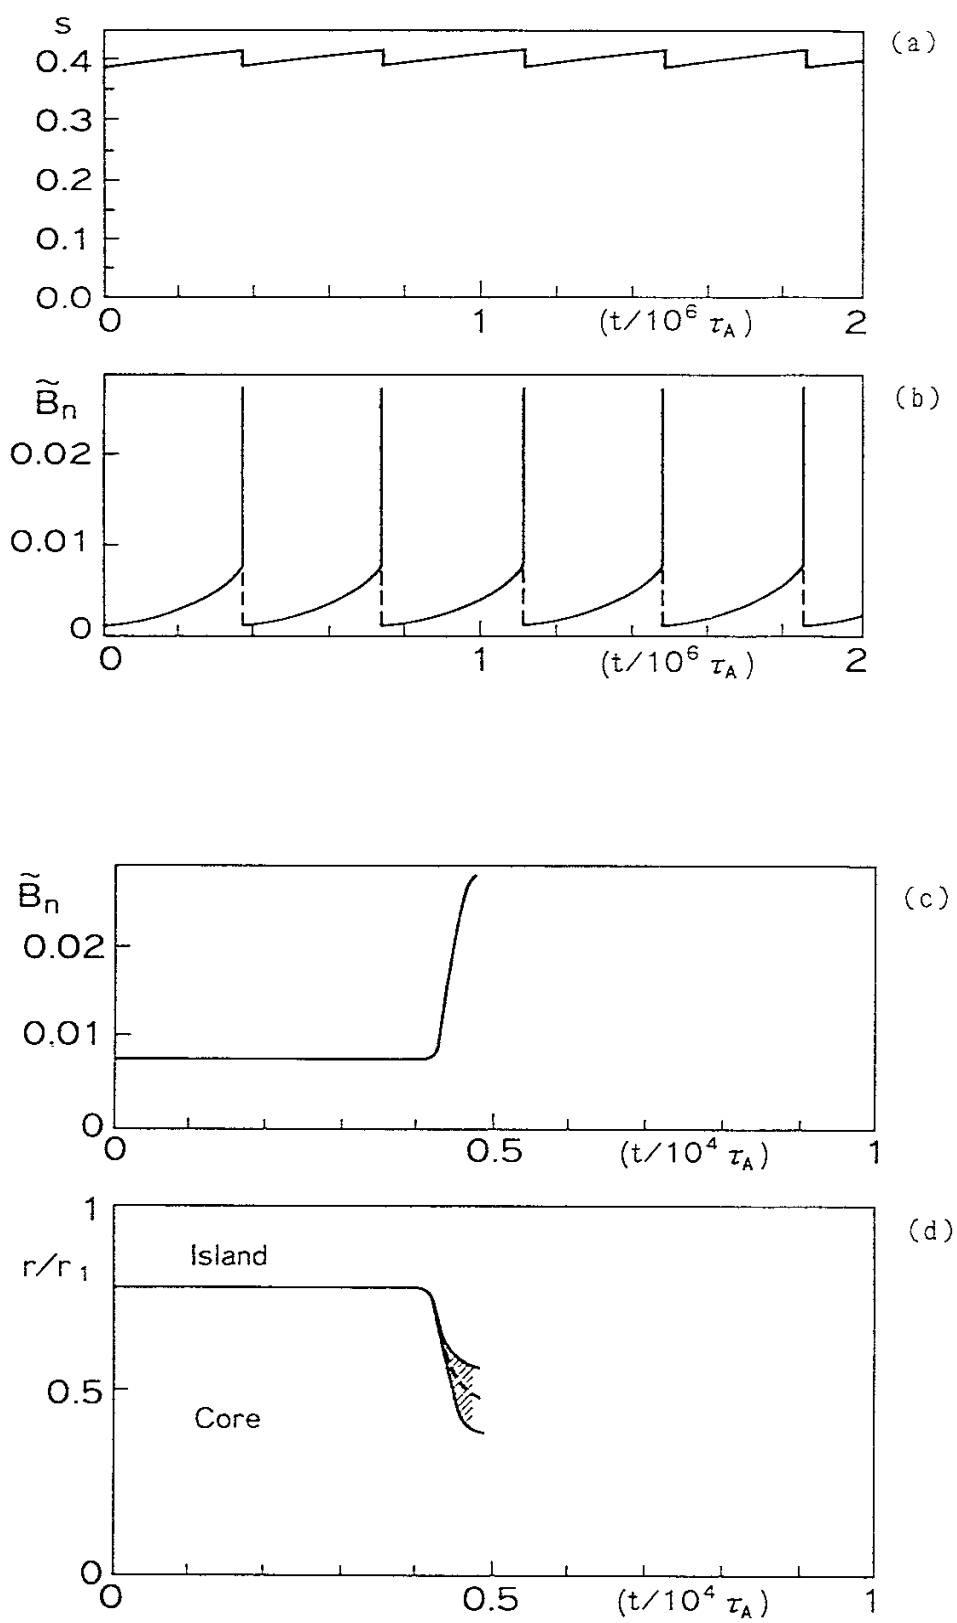 s
(a)
0.4
0.3
0.2
0.1
0.0
0 1 (t/10⁶ τA) 2
B̃n
(b)
0.02
0.01
0
0 1 (t/10⁶ τA) 2
B̃n
(c)
0.02
0.01
0
0 0.5 (t/10⁴ τA) 1
1
(d)
Island
r/r1
0.5
Core
0
0 0.5 (t/10⁴ τA) 1